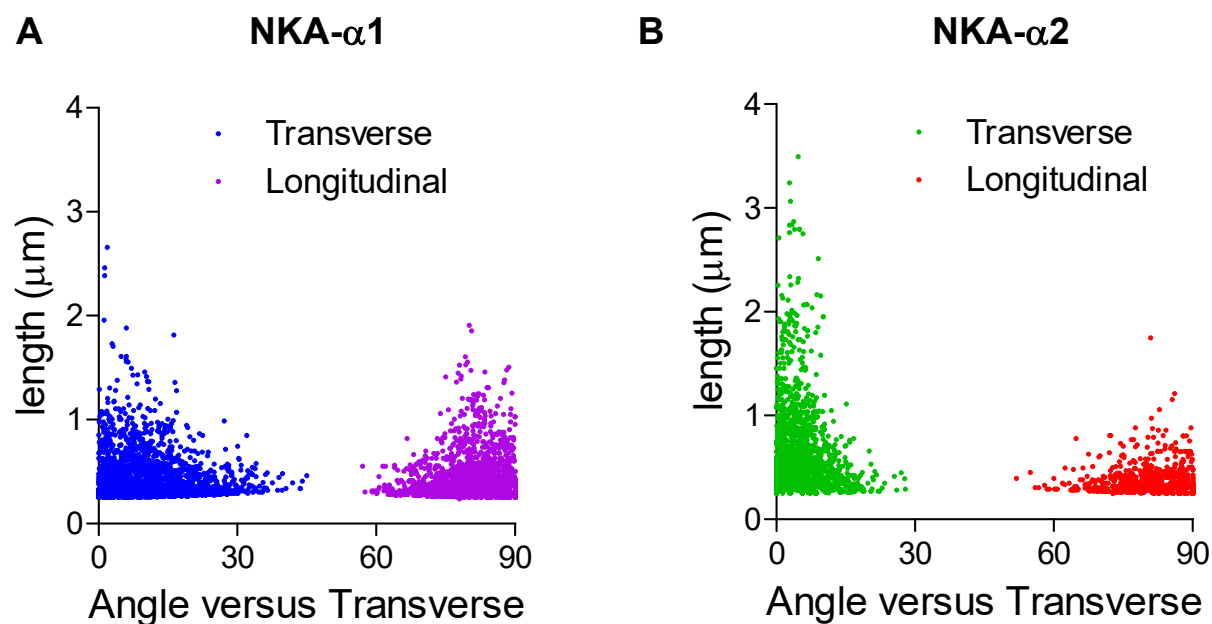 A
NKA-α1
4
3
2
1
0
length (μm)
Transverse
Longitudinal
0
30
60
90
Angle versus Transverse
B
NKA-α2
4
3
2
1
0
length (μm)
Transverse
Longitudinal
0
30
60
90
Angle versus Transverse